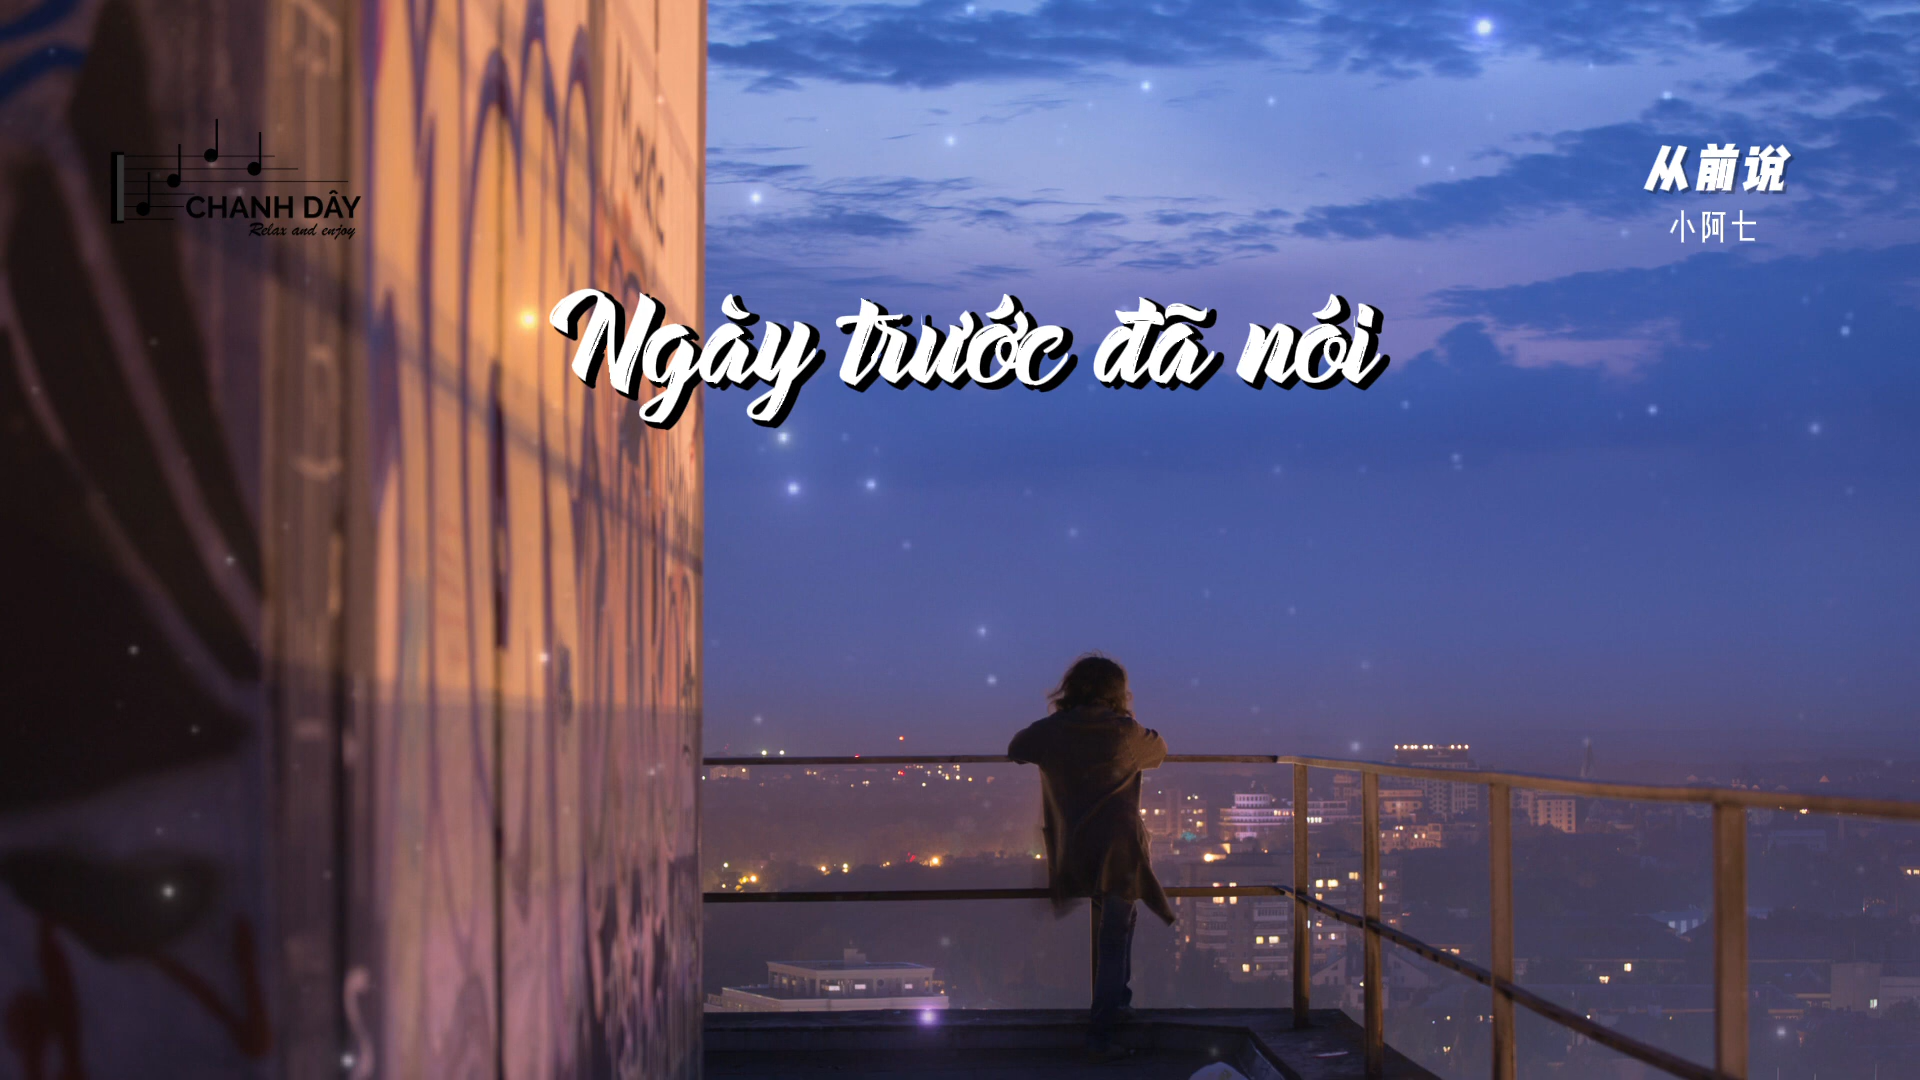 CHANH DÂY
Relax and enjoy
从前说
小阿七
Ngày trước đã nói